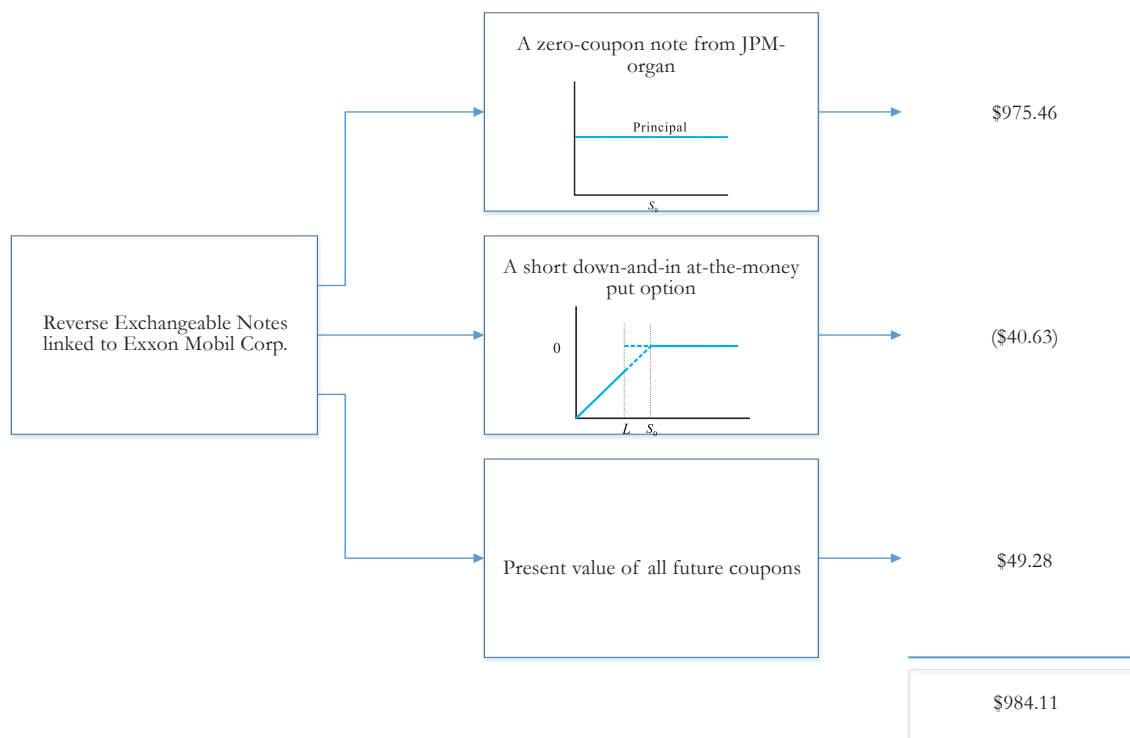 A zero-coupon note from JPM-
organ
Principal
S₀
$975.46
Reverse Exchangeable Notes
linked to Exxon Mobil Corp.
A short down-and-in at-the-money
put option
0
L S₀
($40.63)
Present value of all future coupons
$49.28
$984.11